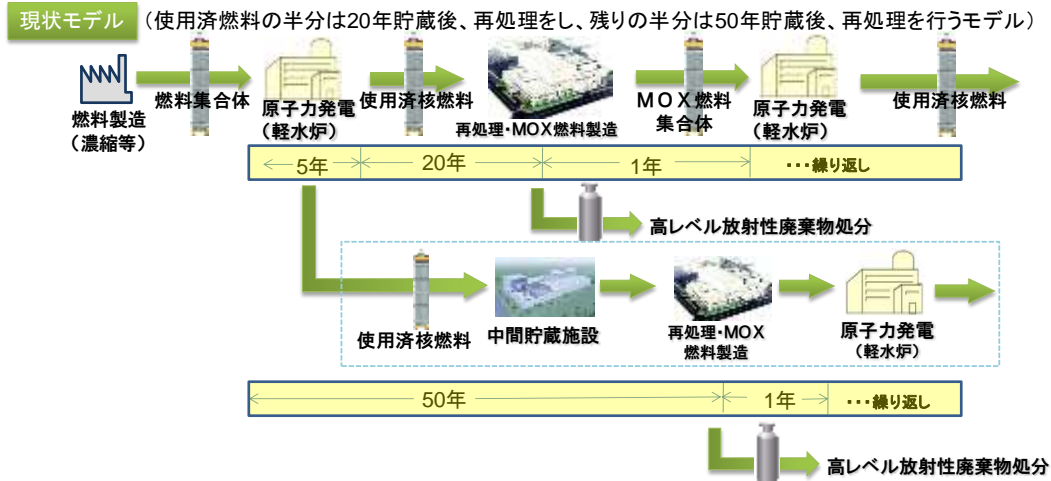 現状モデル （使用済燃料の半分は20年貯蔵後、再処理をし、残りの半分は50年貯蔵後、再処理を行うモデル）
燃料製造
（濃縮等）
燃料集合体
原子力発電
（軽水炉）
使用済核燃料
再処理・MOX燃料製造
ＭＯＸ燃料
集合体
原子力発電
（軽水炉）
使用済核燃料
5年
20年
1年
・・・繰り返し
高レベル放射性廃棄物処分
使用済核燃料
中間貯蔵施設
再処理・MOX
燃料製造
原子力発電
（軽水炉）
50年
1年
・・・繰り返し
高レベル放射性廃棄物処分